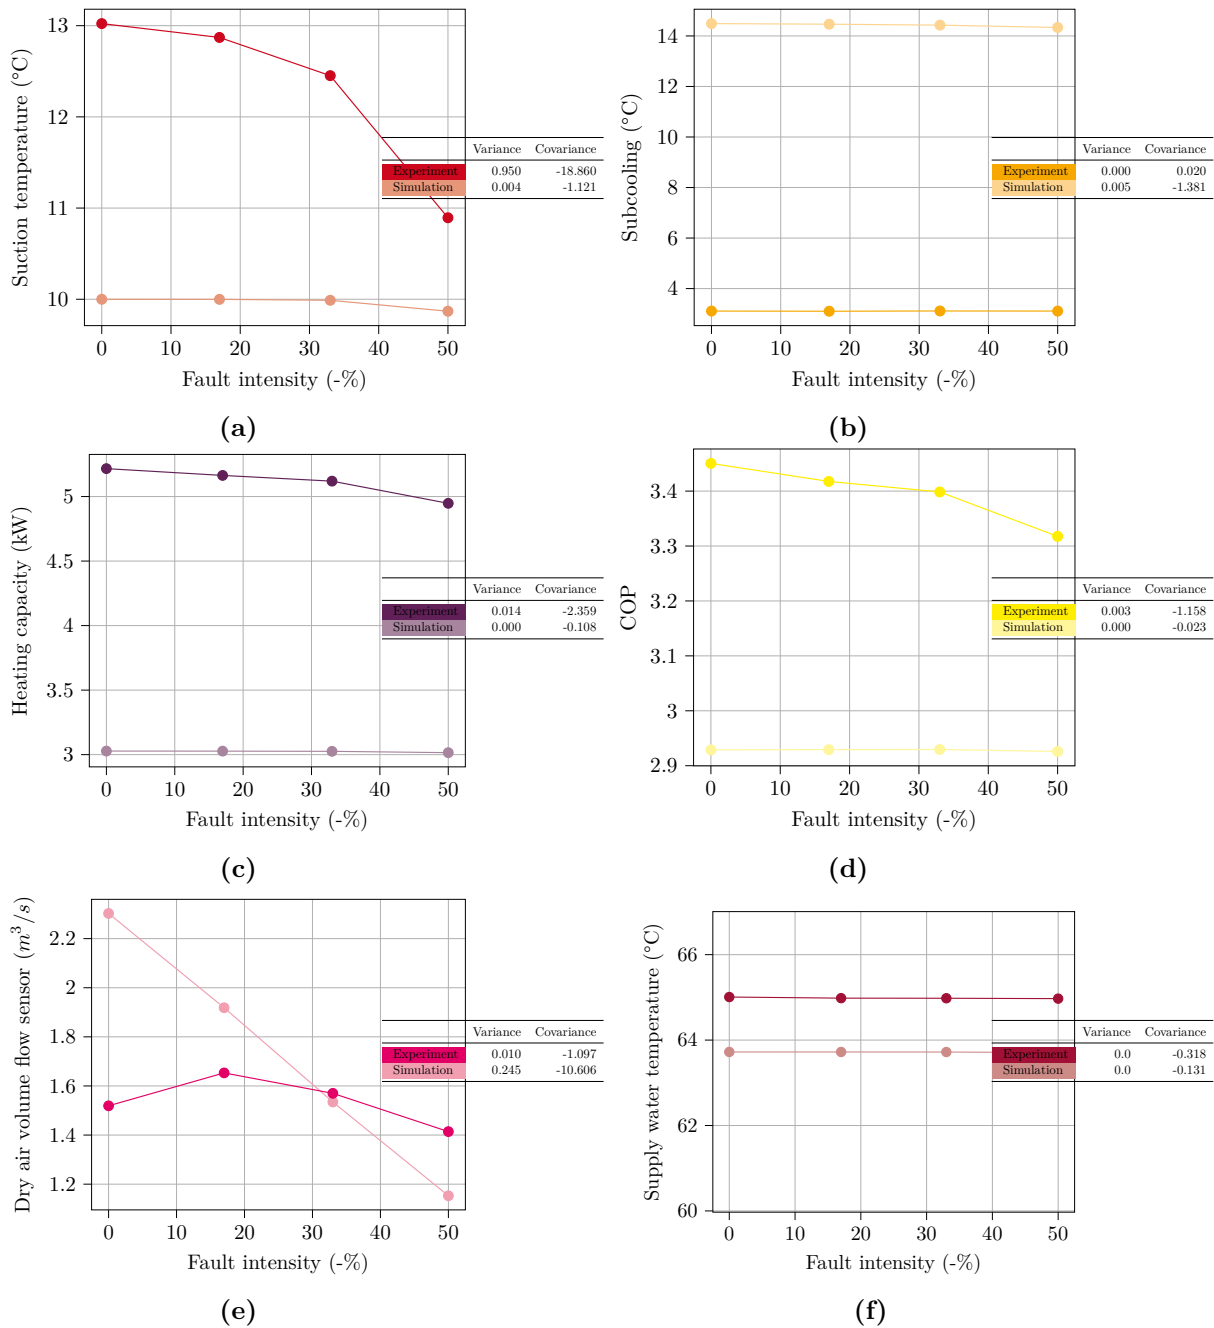 Suction temperature (°C)
13
12
11
10
0 10 20 30 40 50
Fault intensity (-%)
Variance Covariance
Experiment 0.950 -18.860
Simulation 0.004 -1.121
(a)
Subcooling (°C)
14
12
10
8
6
4
0 10 20 30 40 50
Fault intensity (-%)
Variance Covariance
Experiment 0.000 0.020
Simulation 0.005 -1.381
(b)
Heating capacity (kW)
5
4.5
4
3.5
3
0 10 20 30 40 50
Fault intensity (-%)
Variance Covariance
Experiment 0.014 -2.359
Simulation 0.000 -0.108
(c)
COP
3.4
3.3
3.2
3.1
3
2.9
0 10 20 30 40 50
Fault intensity (-%)
Variance Covariance
Experiment 0.003 -1.158
Simulation 0.000 -0.023
(d)
Dry air volume flow sensor (m³/s)
2.2
2
1.8
1.6
1.4
1.2
0 10 20 30 40 50
Fault intensity (-%)
Variance Covariance
Experiment 0.010 -1.097
Simulation 0.245 -10.606
(e)
Supply water temperature (°C)
66
64
62
60
0 10 20 30 40 50
Fault intensity (-%)
Variance Covariance
Experiment 0.0 -0.318
Simulation 0.0 -0.131
(f)